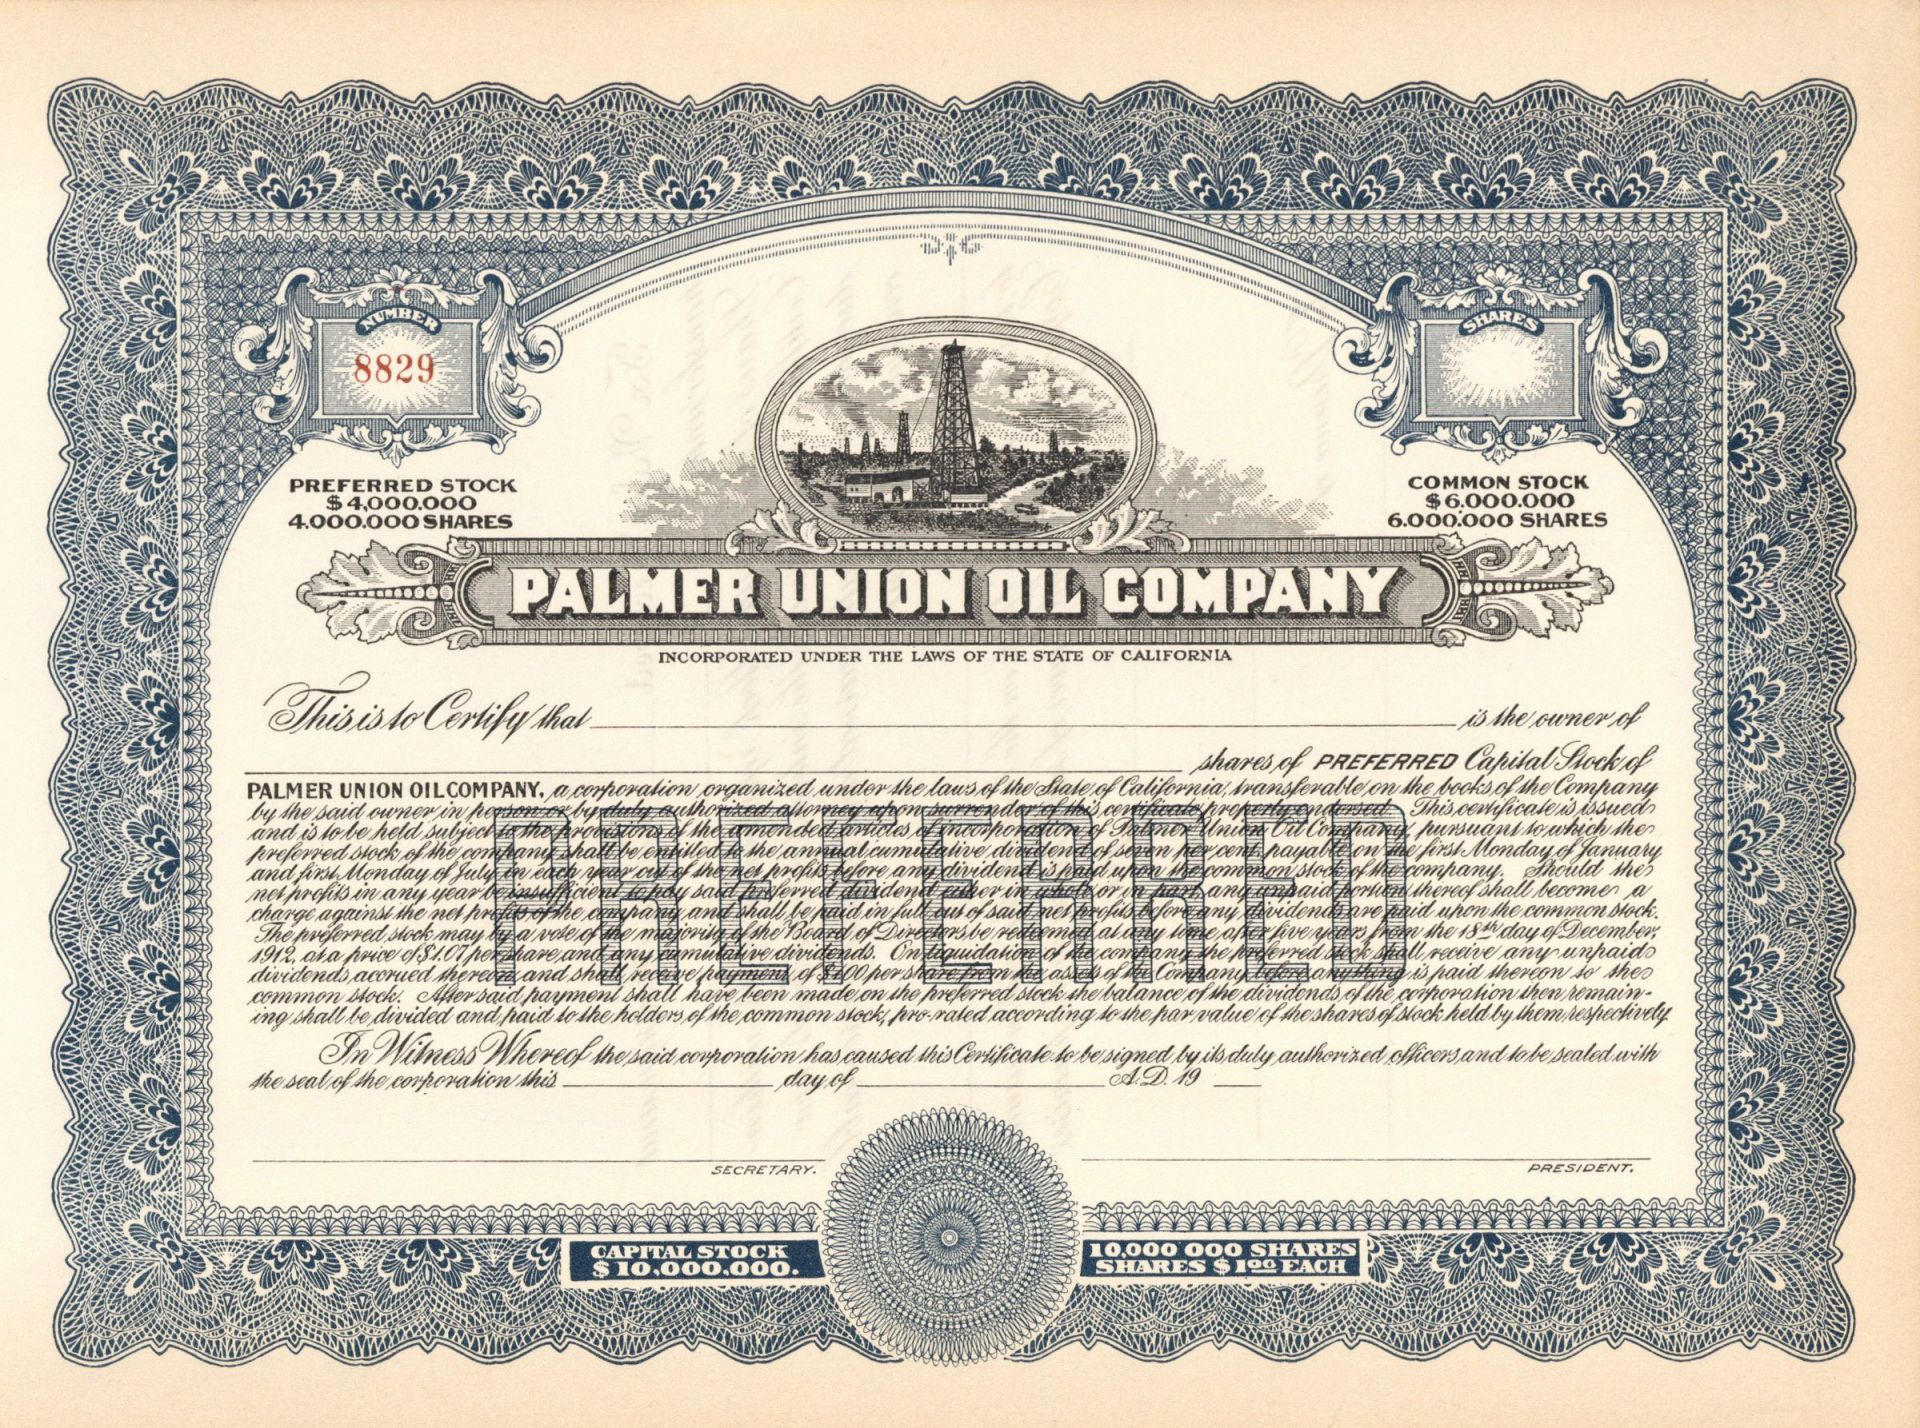 NUMBER
8829
SHARES
PREFERRED STOCK
$4,000.000
4.000.000 SHARES
COMMON STOCK
$6.000.000
6.000.000 SHARES
PALMER UNION OIL COMPANY
INCORPORATED UNDER THE LAWS OF THE STATE OF CALIFORNIA
This is to Certify that is the owner of
shares of PREFERRED Capital Stock of
PALMER UNION OIL COMPANY, a corporation organized under the laws of the State of California, transferable on the books of the Company
by the said owner in person or by duly authorized attorney upon surrender of this certificate properly endorsed. This certificate is issued
and is to be held subject to the provisions of the amended articles of incorporation of Palmer Union Oil Company, pursuant to which the
preferred stock of the company shall be entitled to the annual cumulative dividend of seven per cent. payable on the first Monday of January
and first Monday of July in each year out of the net profits before any dividend is paid upon the common stock of the company. Should the
net profits in any year be insufficient to pay said preferred dividend either in whole or in part, any unpaid portion thereof shall become a
charge against the net profits of the company and shall be paid in full out of said net profits before any dividends are paid upon the common stock.
The preferred stock may by a vote of the majority of the Board of Directors be redeemed at any time after five years from the 18th day of December,
1912, at a price of $1.07 per share, and any cumulative dividends. On liquidation of the company the preferred stock shall receive any unpaid
dividends accrued thereon, and shall receive payment of $1.00 per share from the assets of the Company before anything is paid thereon to the
common stock. After said payment shall have been made on the preferred stock the balance of the dividends of the corporation then remain-
ing shall be divided and paid to the holders of the common stock, pro-rated according to the par value of the shares of stock held by them respectively.
PREFERRED
In Witness Whereof the said corporation has caused this Certificate to be signed by its duly authorized officers and to be sealed with
the seal of the corporation this day of A.D. 19
SECRETARY.
PRESIDENT.
CAPITAL STOCK
$10,000,000.
10,000 000 SHARES
SHARES $1.00 EACH